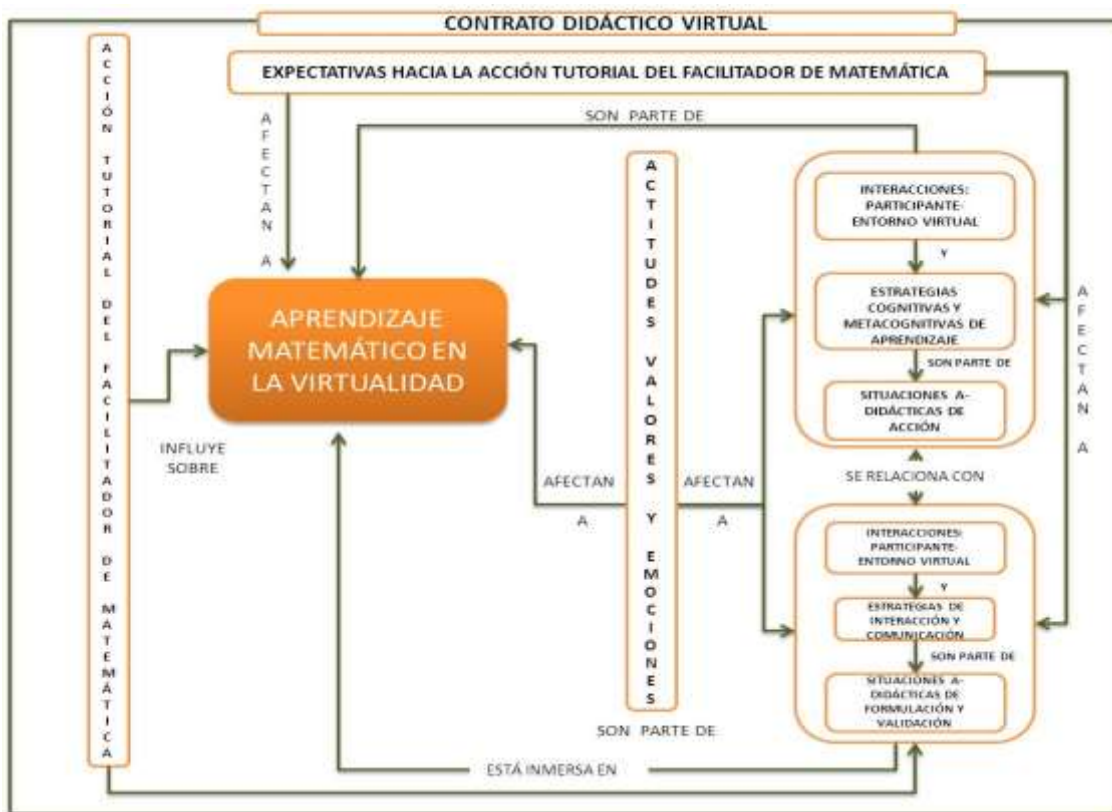 CONTRATO DIDÁCTICO VIRTUAL
EXPECTATIVAS HACIA LA ACCIÓN TUTORIAL DEL FACILITADOR DE MATEMÁTICA
ACCIÓN TUTORIAL DEL FACILITADOR DE MATEMÁTICA
AFECTAN A
SON PARTE DE
ACTITUDES VALORES Y EMOCIONES
INTERACCIONES:
PARTICIPANTE-
ENTORNO VIRTUAL
Y
ESTRATEGIAS
COGNITIVAS Y
METACOGNITIVAS DE
APRENDIZAJE
SON PARTE DE
SITUACIONES A-
DIDÁCTICAS DE
ACCIÓN
AFECTAN A
APRENDIZAJE
MATEMÁTICO EN
LA VIRTUALIDAD
INFLUYE
SOBRE
AFECTAN
A
AFECTAN
A
SE RELACIONA CON
INTERACCIONES:
PARTICIPANTE-
ENTORNO VIRTUAL
Y
ESTRATEGIAS DE
INTERACCIÓN Y
COMUNICACIÓN
SON PARTE DE
SITUACIONES A-
DIDÁCTICAS DE
FORMULACIÓN Y
VALIDACIÓN
SON PARTE DE
ESTÁ INMERSA EN